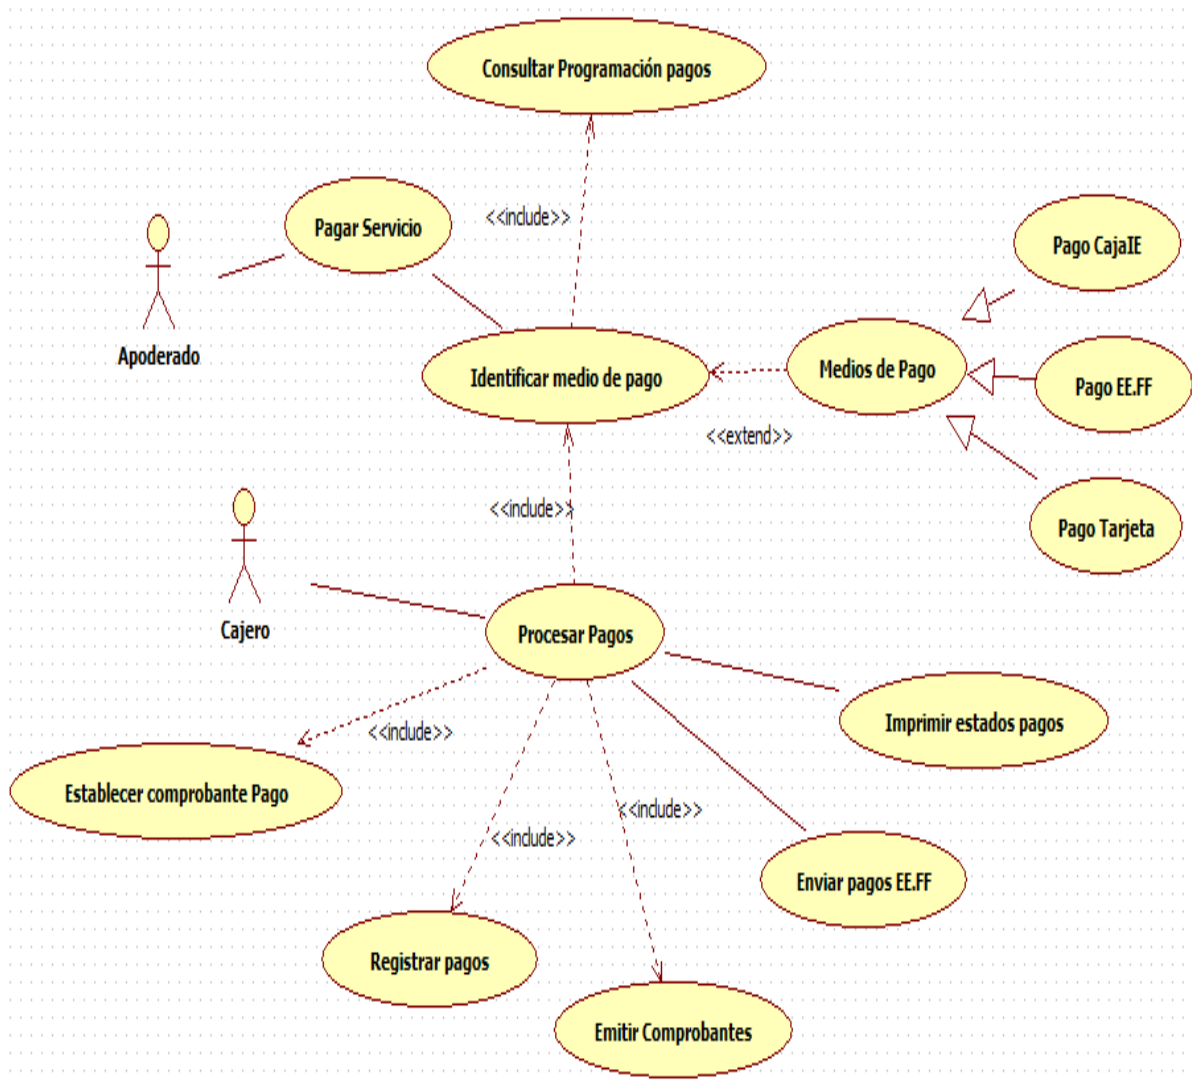 Consultar Programación pagos
<<include>>
Pagar Servicio
Pago CajaIE
Apoderado
Identificar medio de pago
Medios de Pago
Pago EE.FF
<<extend>>
<<include>>
Pago Tarjeta
Cajero
Procesar Pagos
Imprimir estados pagos
<<include>>
Establecer comprobante Pago
<<include>>
<<include>>
Enviar pagos EE.FF
Registrar pagos
Emitir Comprobantes